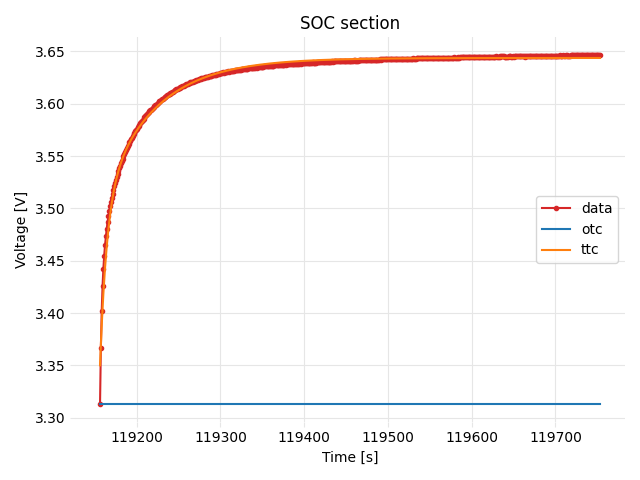 SOC section
3.65
3.60
3.55
3.50
3.45
3.40
3.35
3.30
Voltage [V]
data
otc
ttc
119200
119300
119400
119500
119600
119700
Time [s]